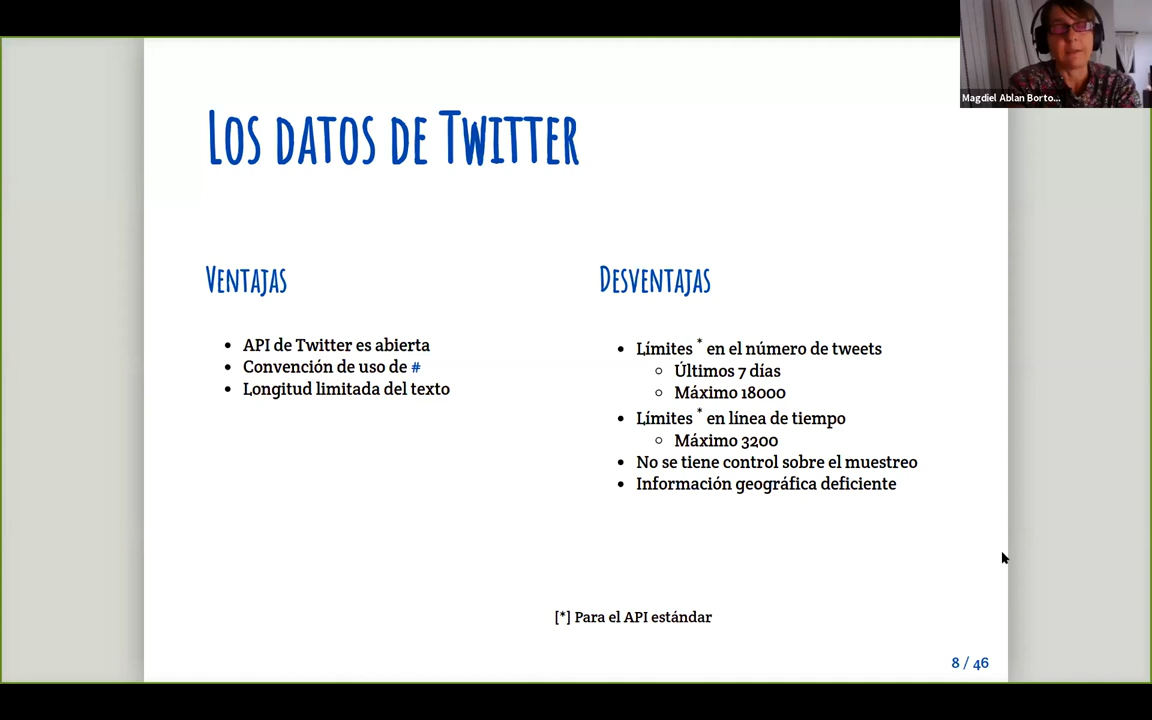 Magdiel Ablan Borto...
Los datos de Twitter
Ventajas
API de Twitter es abierta
Convención de uso de #
Longitud limitada del texto
Desventajas
Límites * en el número de tweets
Últimos 7 días
Máximo 18000
Límites * en línea de tiempo
Máximo 3200
No se tiene control sobre el muestreo
Información geográfica deficiente
[*] Para el API estándar
8 / 46